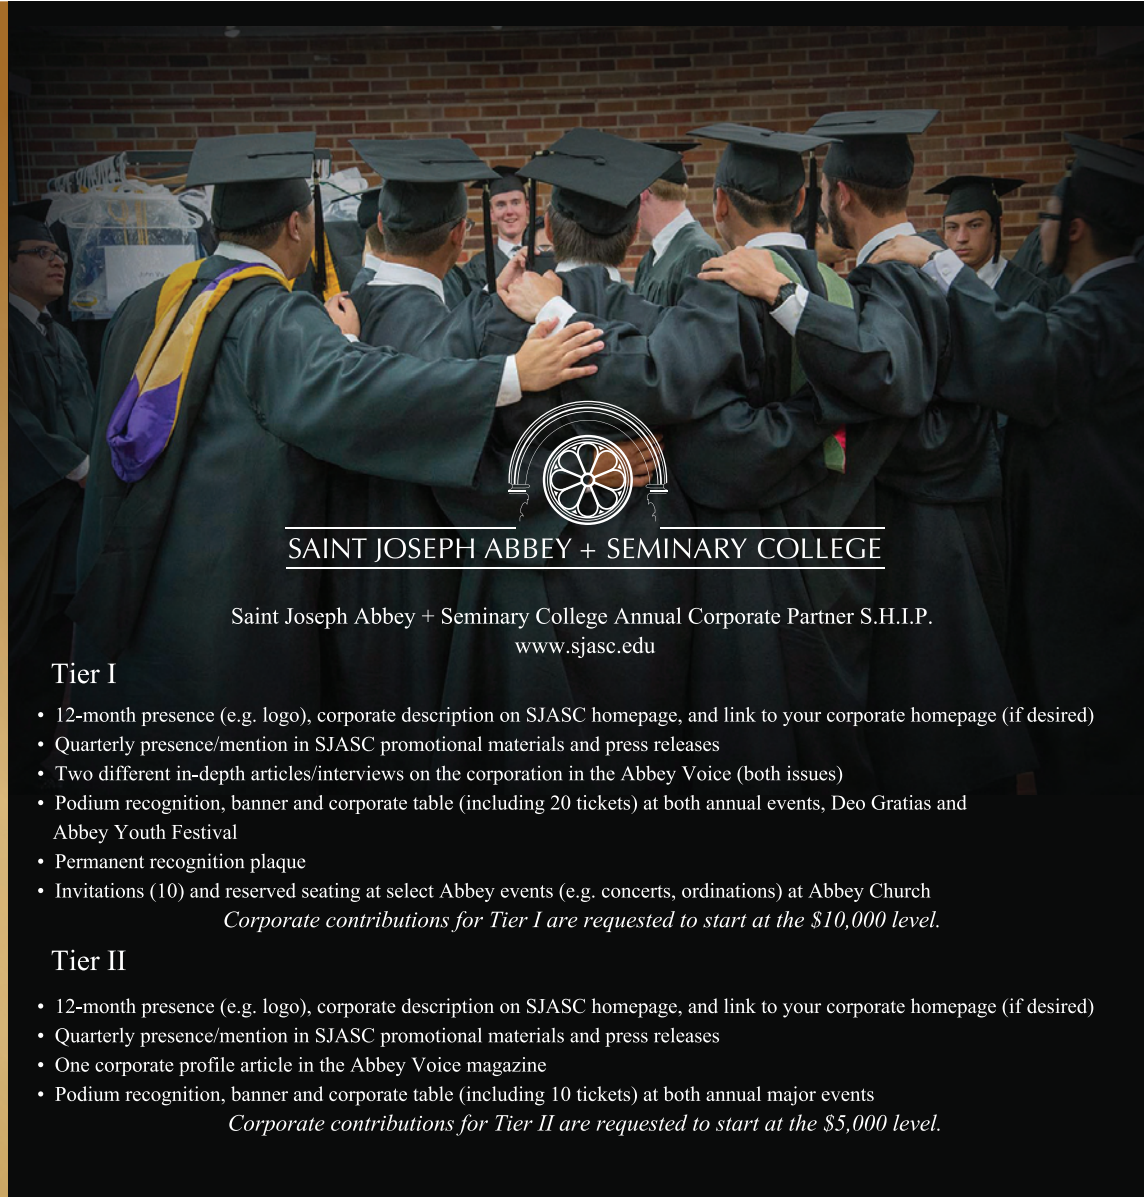 SAINT JOSEPH ABBEY + SEMINARY COLLEGE
Saint Joseph Abbey + Seminary College Annual Corporate Partner S.H.I.P.
www.sjasc.edu
Tier I
• 12-month presence (e.g. logo), corporate description on SJASC homepage, and link to your corporate homepage (if desired)
• Quarterly presence/mention in SJASC promotional materials and press releases
• Two different in-depth articles/interviews on the corporation in the Abbey Voice (both issues)
• Podium recognition, banner and corporate table (including 20 tickets) at both annual events, Deo Gratias and
Abbey Youth Festival
• Permanent recognition plaque
• Invitations (10) and reserved seating at select Abbey events (e.g. concerts, ordinations) at Abbey Church
Corporate contributions for Tier I are requested to start at the $10,000 level.
Tier II
• 12-month presence (e.g. logo), corporate description on SJASC homepage, and link to your corporate homepage (if desired)
• Quarterly presence/mention in SJASC promotional materials and press releases
• One corporate profile article in the Abbey Voice magazine
• Podium recognition, banner and corporate table (including 10 tickets) at both annual major events
Corporate contributions for Tier II are requested to start at the $5,000 level.